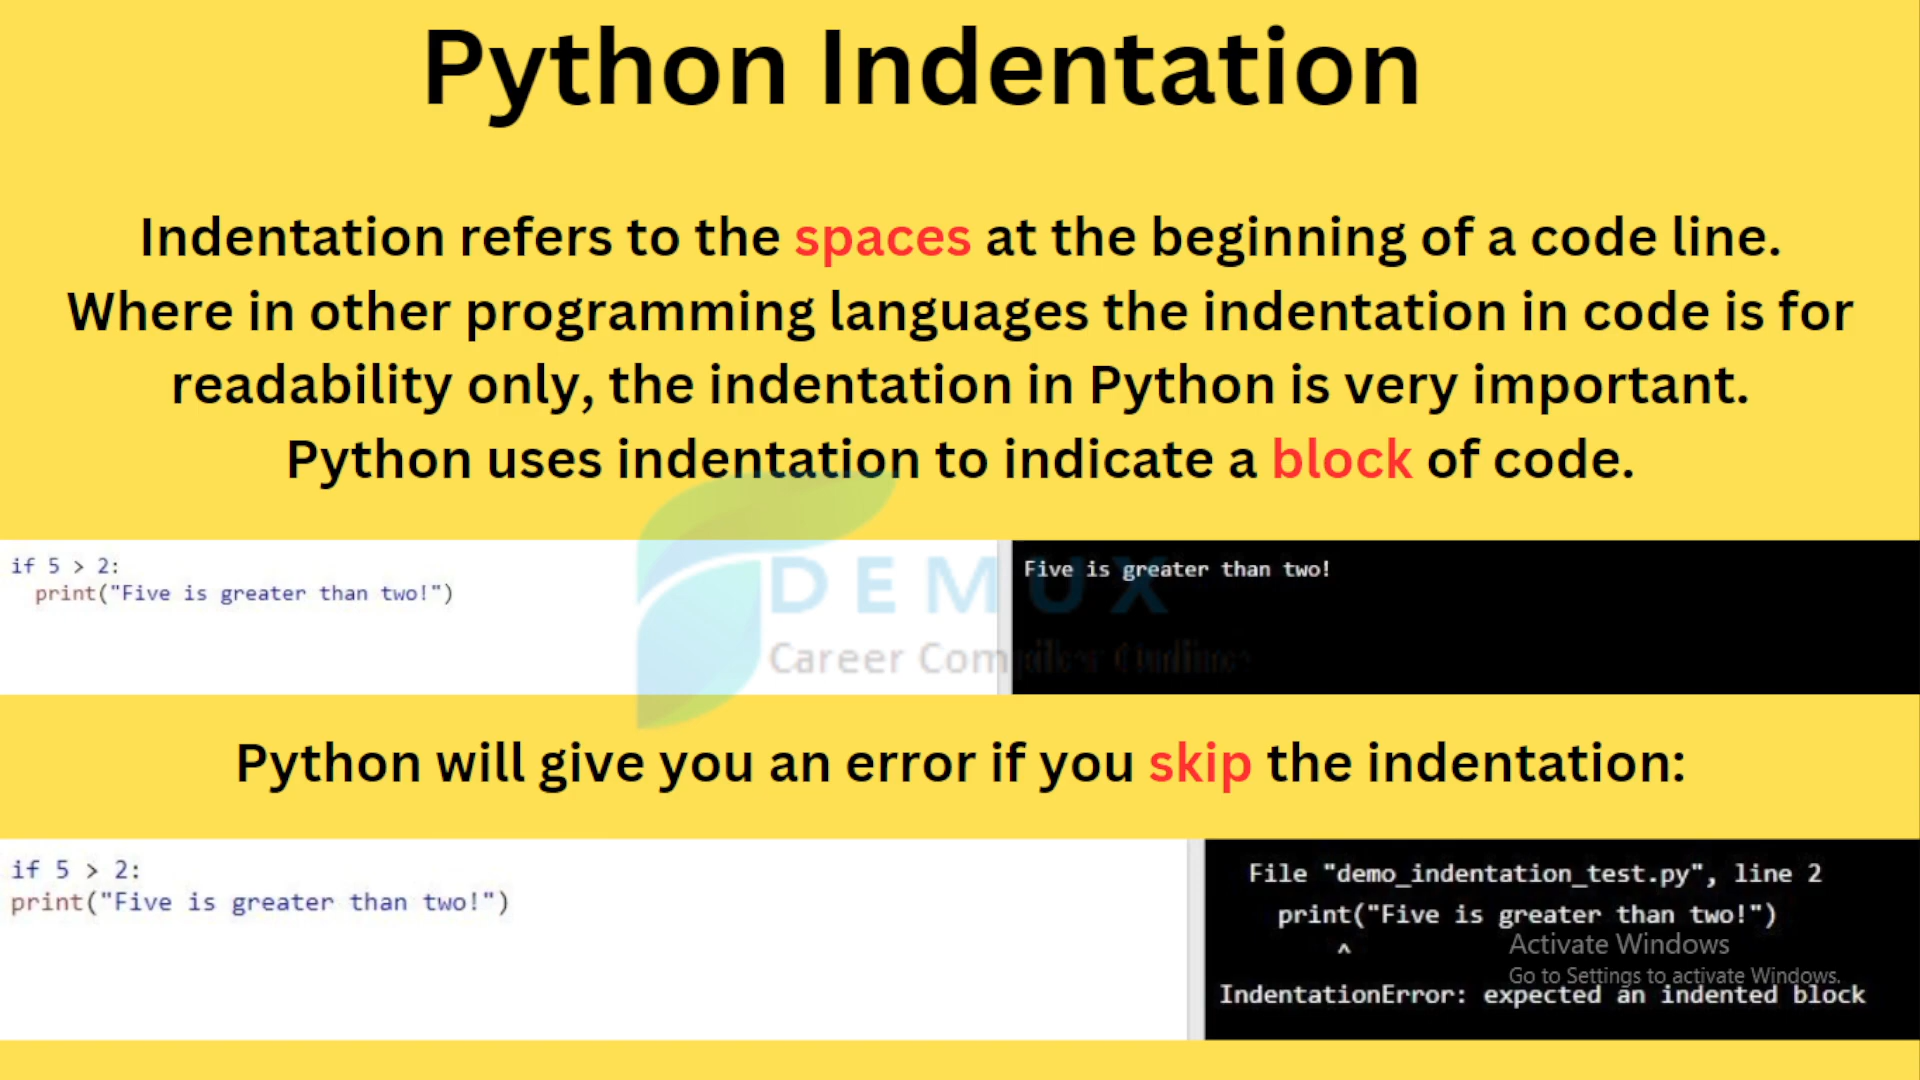 Python Indentation
Indentation refers to the spaces at the beginning of a code line.
Where in other programming languages the indentation in code is for
readability only, the indentation in Python is very important.
Python uses indentation to indicate a block of code.
if 5 > 2:
  print("Five is greater than two!")
Five is greater than two!
DEMUX
Career Com
Python will give you an error if you skip the indentation:
if 5 > 2:
print("Five is greater than two!")
File "demo_indentation_test.py", line 2
print("Five is greater than two!")
^
Activate Windows
Go to Settings to activate Windows.
IndentationError: expected an indented block